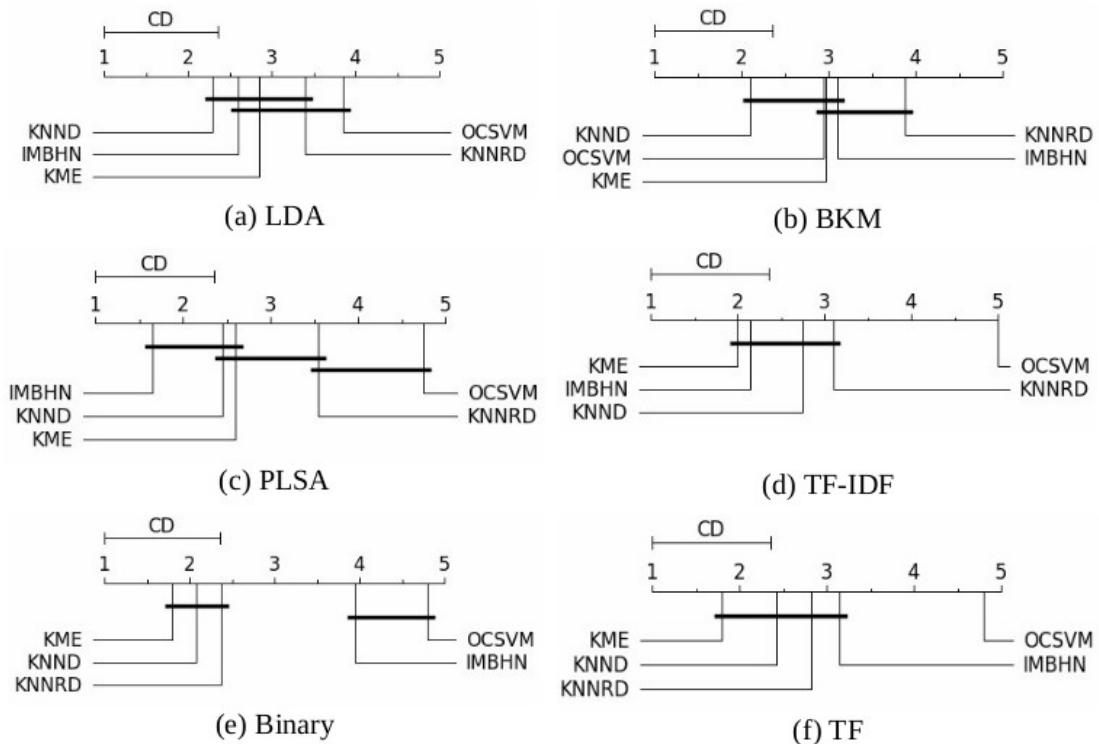 CD
1 2 3 4 5
KNND OCSVM
IMBHN KNNRD
KME
(a) LDA
CD
1 2 3 4 5
KNND KNNRD
OCSVM IMBHN
KME
(b) BKM
CD
1 2 3 4 5
IMBHN OCSVM
KNND KNNRD
KME
(c) PLSA
CD
1 2 3 4 5
KME OCSVM
IMBHN KNNRD
KNND
(d) TF-IDF
CD
1 2 3 4 5
KME OCSVM
KNND IMBHN
KNNRD
(e) Binary
CD
1 2 3 4 5
KME OCSVM
KNND IMBHN
KNNRD
(f) TF